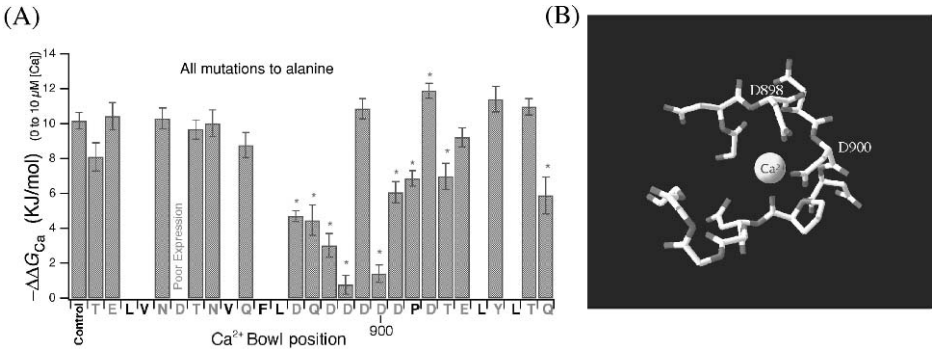 (A)
(B)
All mutations to alanine
−ΔΔG_Ca (KJ/mol) (0 to 10 µM [Ca])
14
12
10
8
6
4
2
0
Poor Expression
* * * * * * * * * *
Control T E L V N D T N V Q F L D Q D D D D D P D T E L Y L T Q
900
Ca²⁺ Bowl position
D898
D900
Ca²⁺